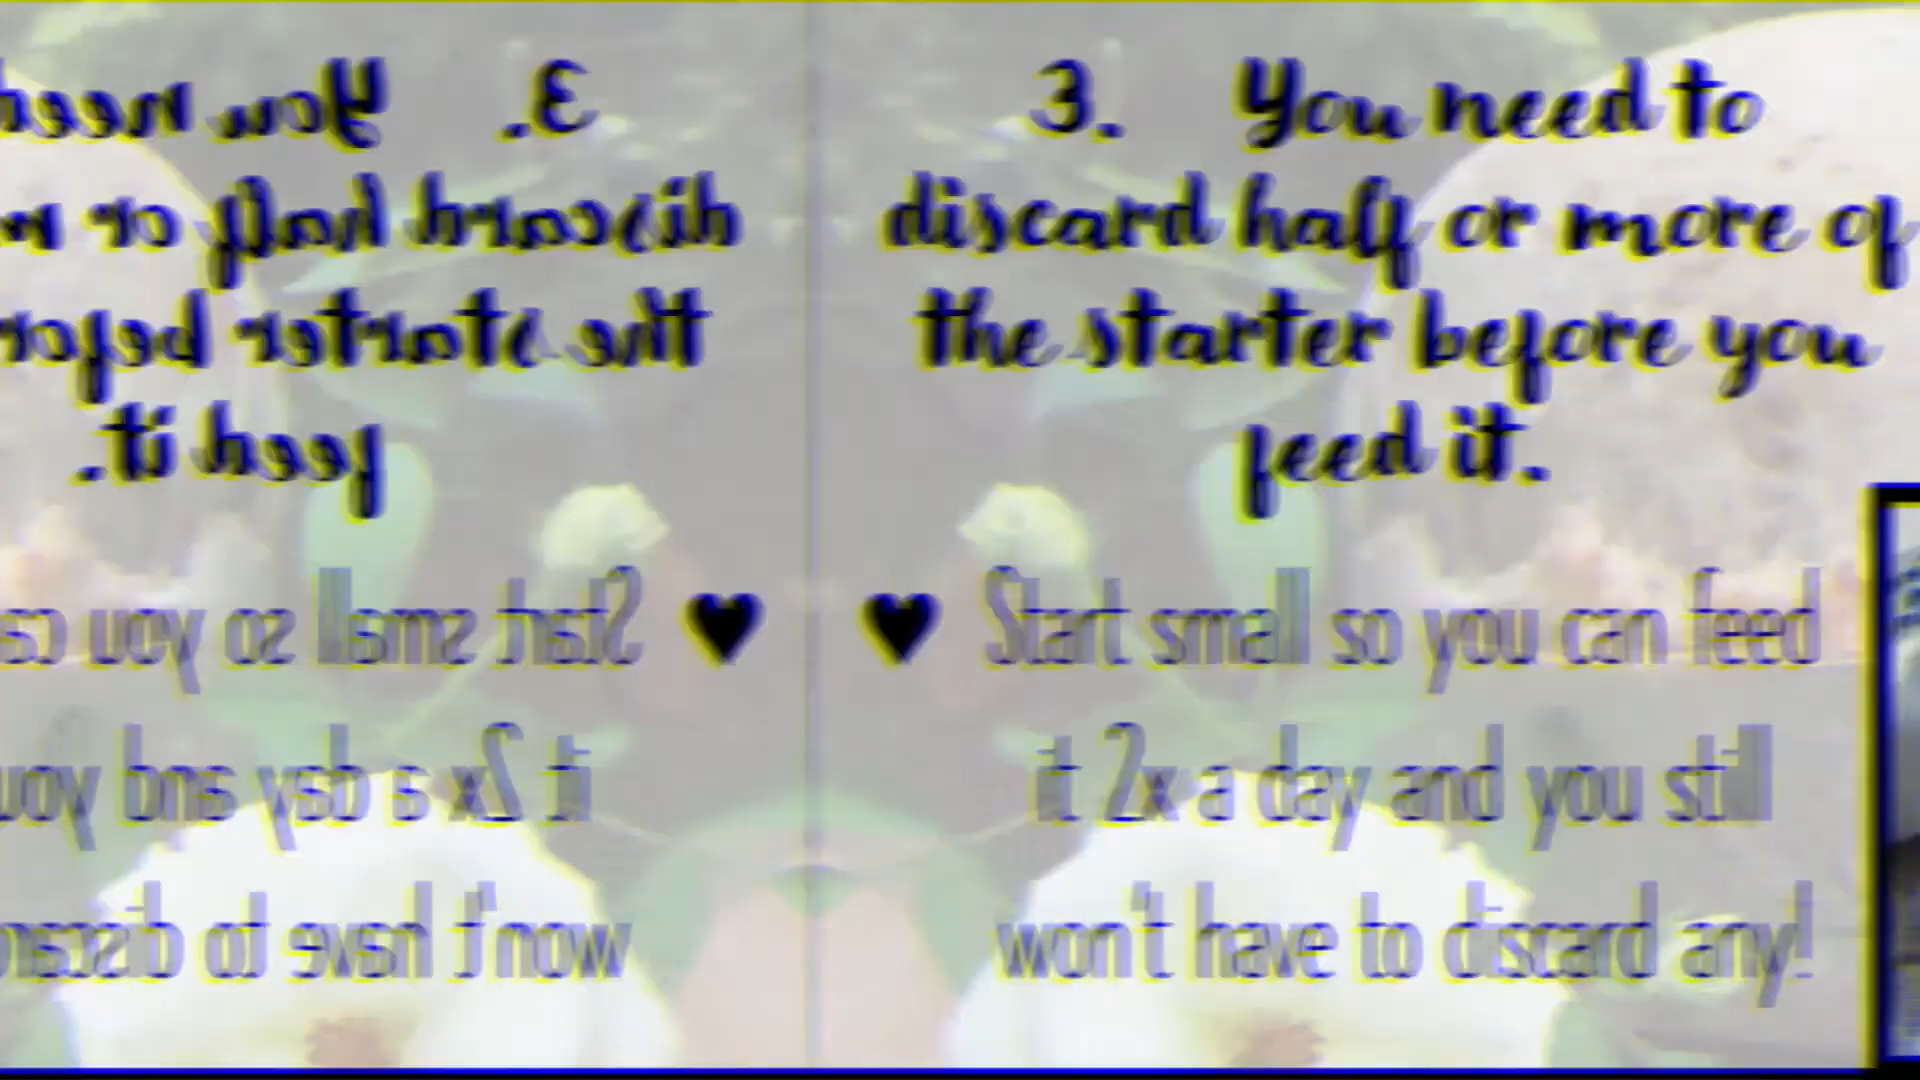 3. You need to
discard half or more of
the starter before you
feed it.
♥ Start small so you can feed
it 2x a day and you still
won't have to discard any!